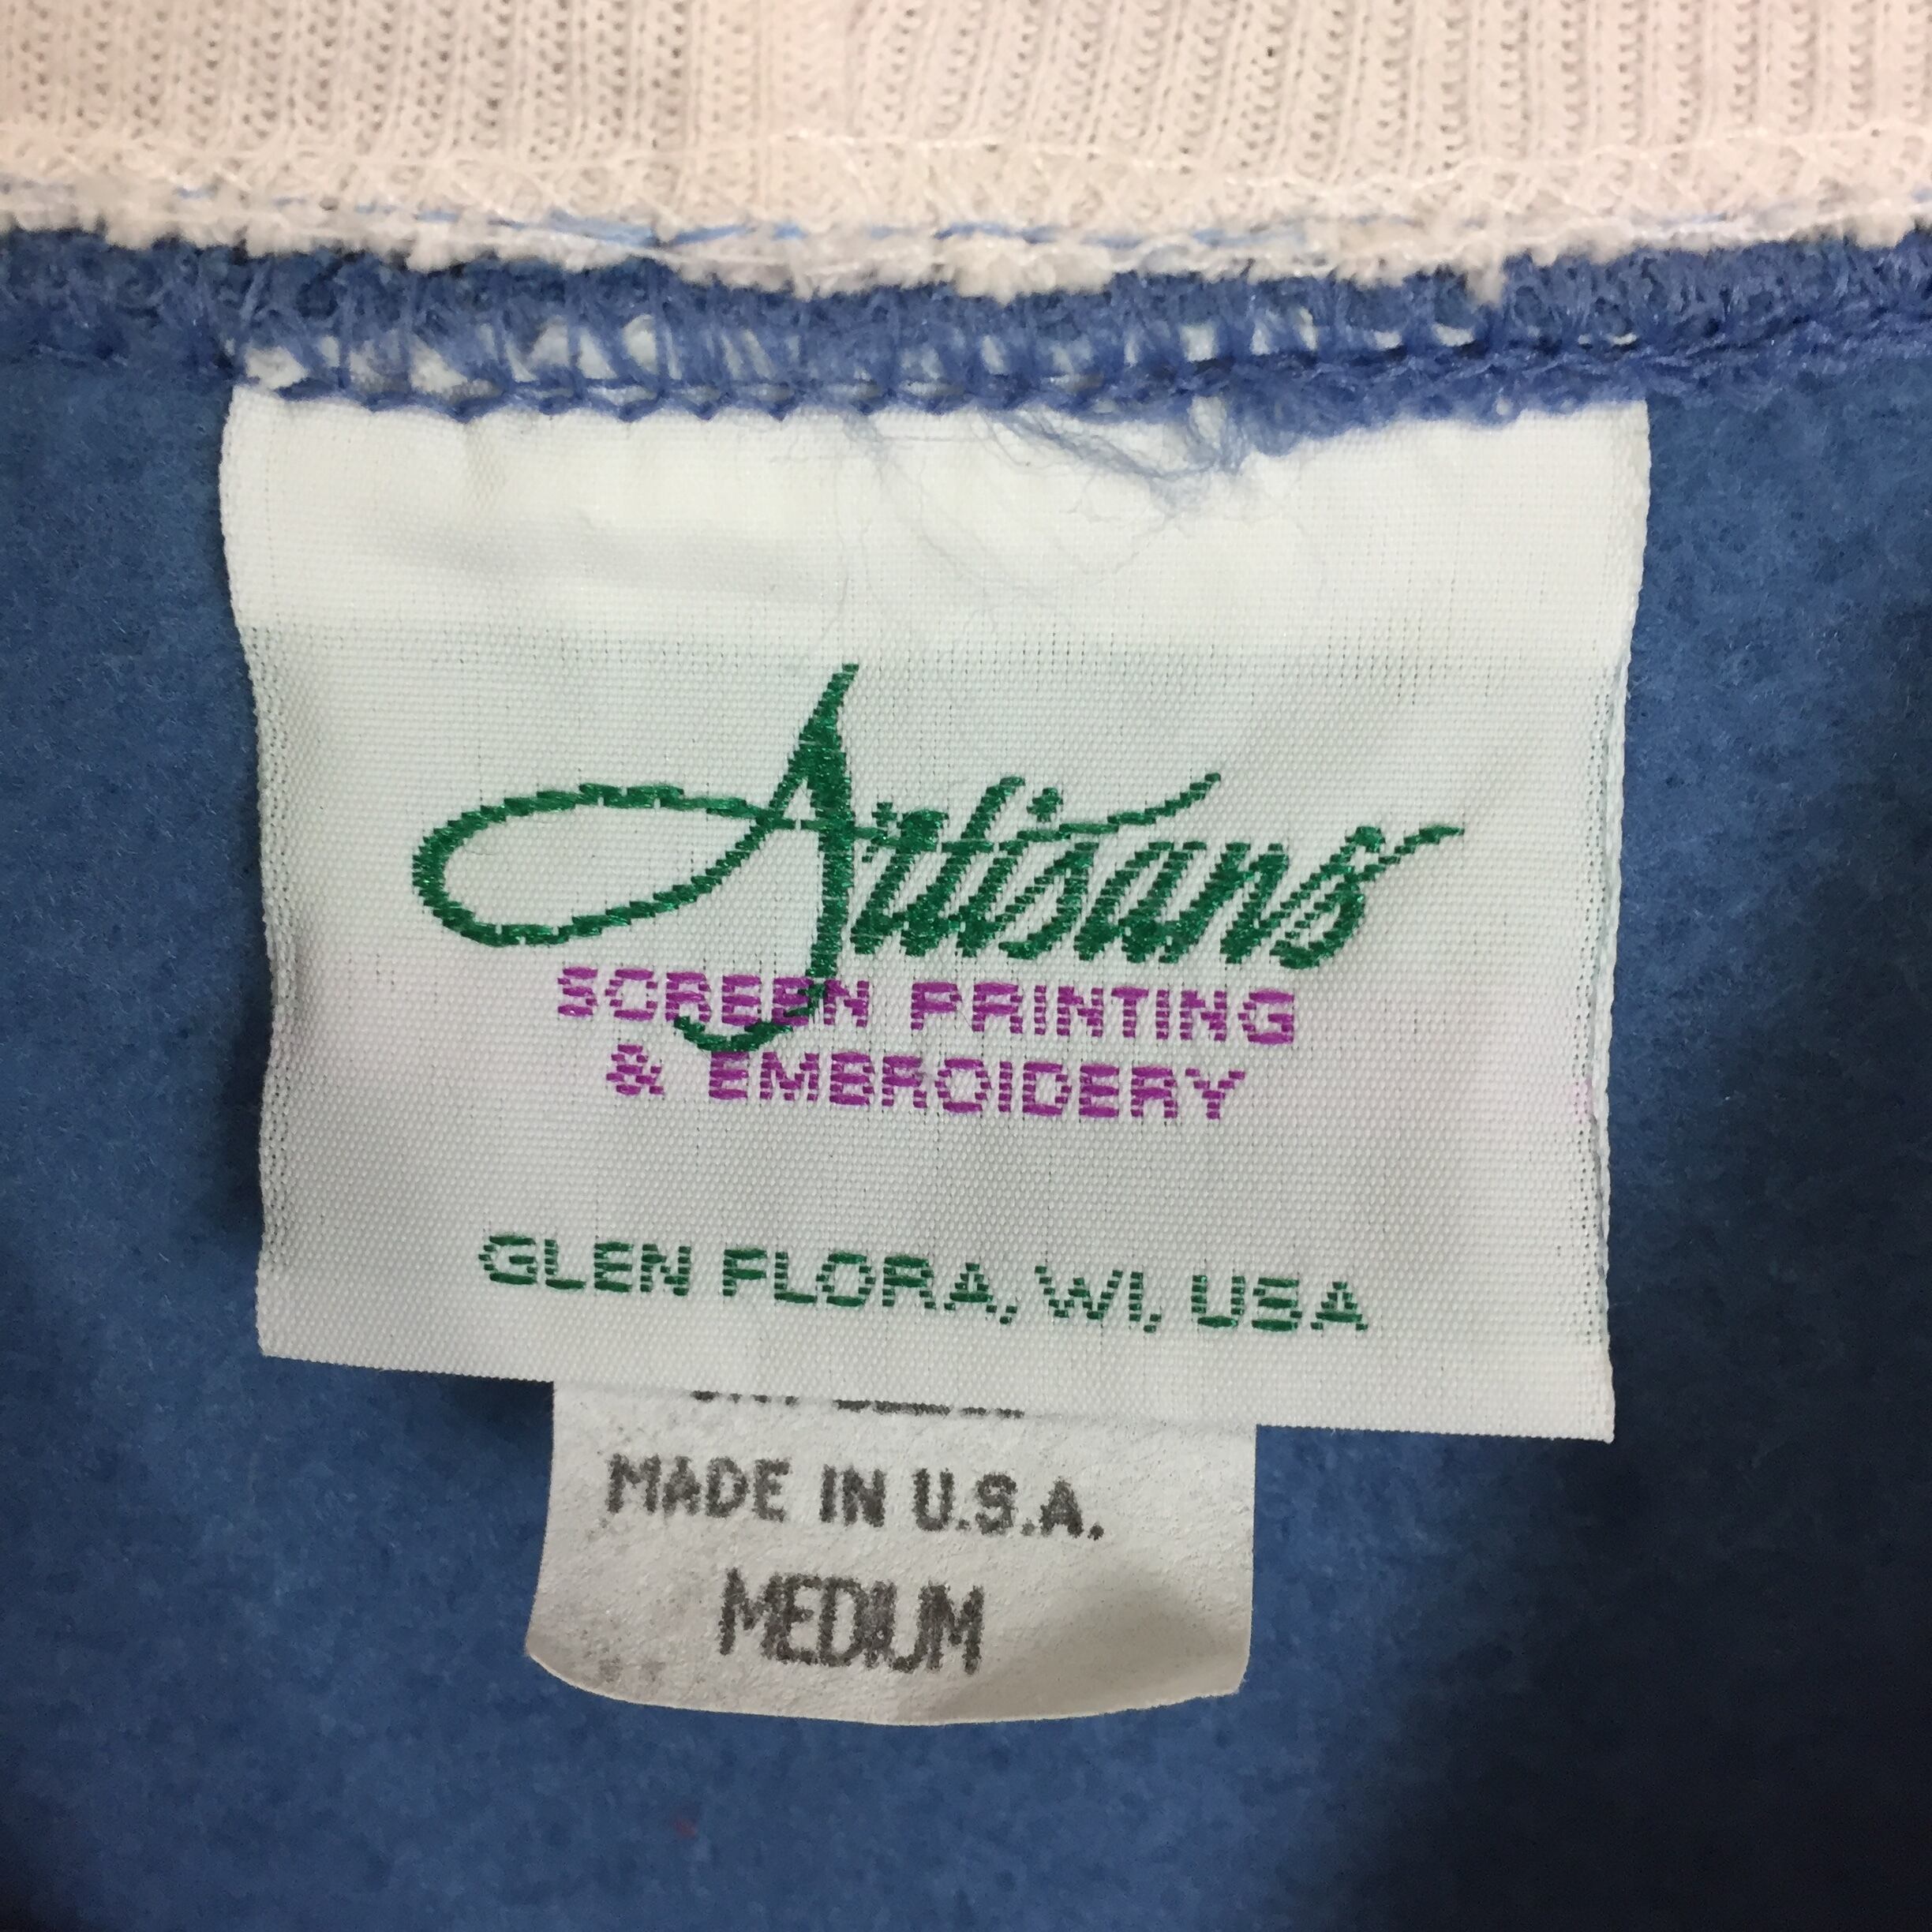 Artisans
SCREEN PRINTING
& EMBROIDERY
GLEN FLORA, WI, USA
MADE IN U.S.A.
MEDIUM